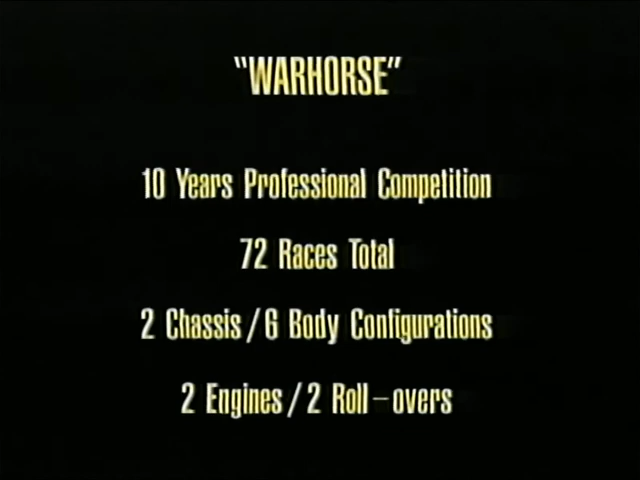 "WARHORSE"
10 Years Professional Competition
72 Races Total
2 Chassis / 6 Body Configurations
2 Engines / 2 Roll-overs